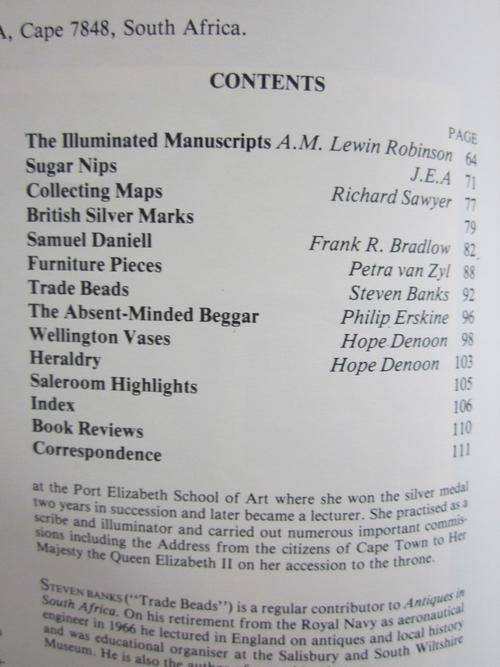 A, Cape 7848, South Africa.
CONTENTS
PAGE
The Illuminated Manuscripts A.M. Lewin Robinson 64
Sugar Nips J.E.A 71
Collecting Maps Richard Sawyer 77
British Silver Marks 79
Samuel Daniell Frank R. Bradlow 82
Furniture Pieces Petra van Zyl 88
Trade Beads Steven Banks 92
The Absent-Minded Beggar Philip Erskine 96
Wellington Vases Hope Denoon 98
Heraldry Hope Denoon 103
Saleroom Highlights 105
Index 106
Book Reviews 110
Correspondence 111
at the Port Elizabeth School of Art where she won the silver medal
two years in succession and later became a lecturer. She practised as a
scribe and illuminator and carried out numerous important commis-
sions including the Address from the citizens of Cape Town to Her
Majesty the Queen Elizabeth II on her accession to the throne.
STEVEN BANKS ("Trade Beads") is a regular contributor to Antiques in
South Africa. On his retirement from the Royal Navy as aeronautical
engineer in 1966 he lectured in England on antiques and local history
and was educational organiser at the Salisbury and South Wiltshire
Museum. He is also the author of